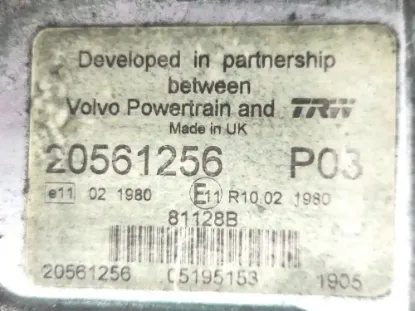 Developed in partnership
between
Volvo Powertrain and TRW
Made in UK
20561256 P03
e11 02 1980 E11 R10.02 1980
81128B
20561256 05195153 1905